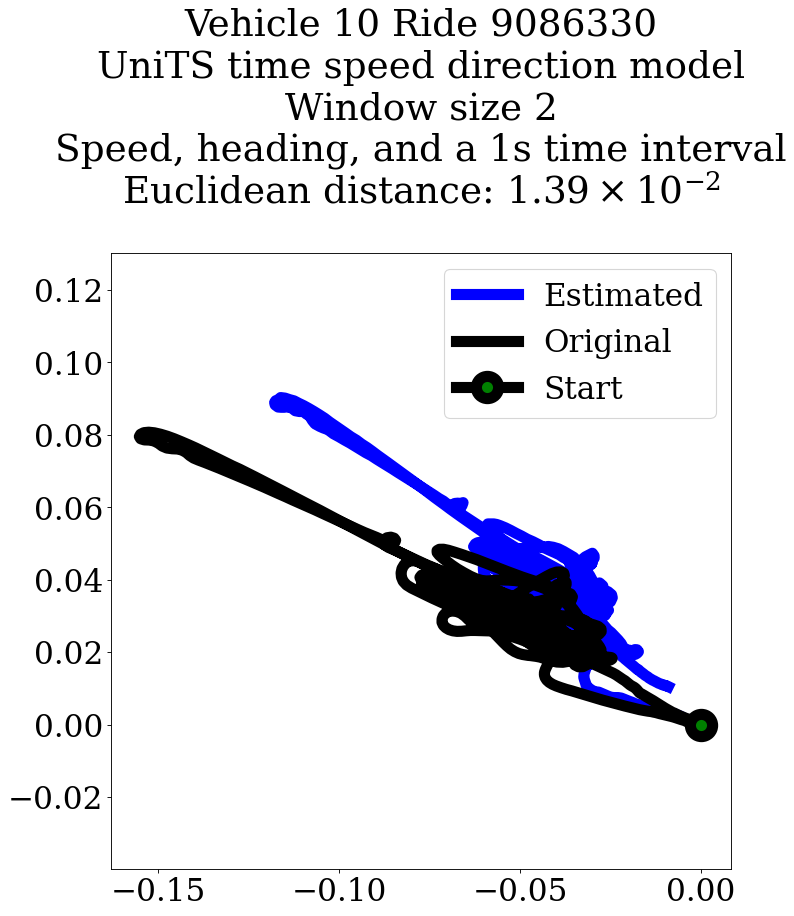 Vehicle 10 Ride 9086330
UniTS time speed direction model
Window size 2
Speed, heading, and a 1s time interval
Euclidean distance: 1.39 × 10⁻²
Estimated
Original
Start
0.12
0.10
0.08
0.06
0.04
0.02
0.00
−0.02
−0.15 −0.10 −0.05 0.00